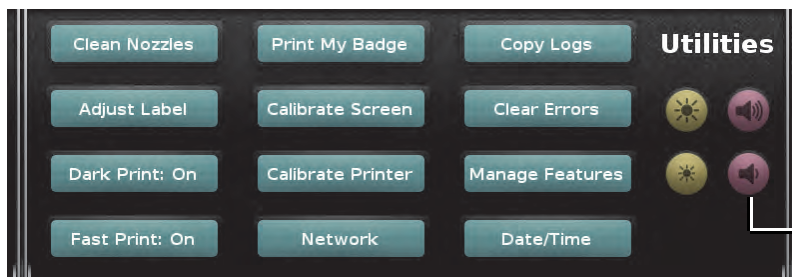 Clean Nozzles Print My Badge Copy Logs Utilities
Adjust Label Calibrate Screen Clear Errors
Dark Print: On Calibrate Printer Manage Features
Fast Print: On Network Date/Time